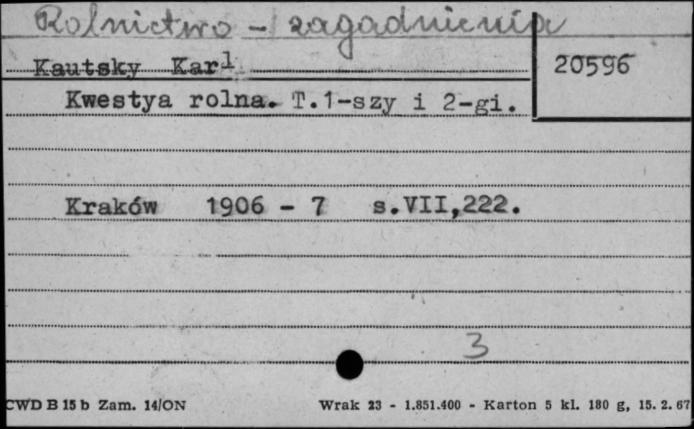 Rolnictwo - zagadnienia
Kautsky Karl
20596
Kwestya rolna. T.1-szy i 2-gi.
Kraków 1906 - 7 s.VII,222.
3
CWD B 15 b Zam. 14/ON
Wrak 23 - 1.851.400 - Karton 5 kl. 180 g, 15. 2. 67